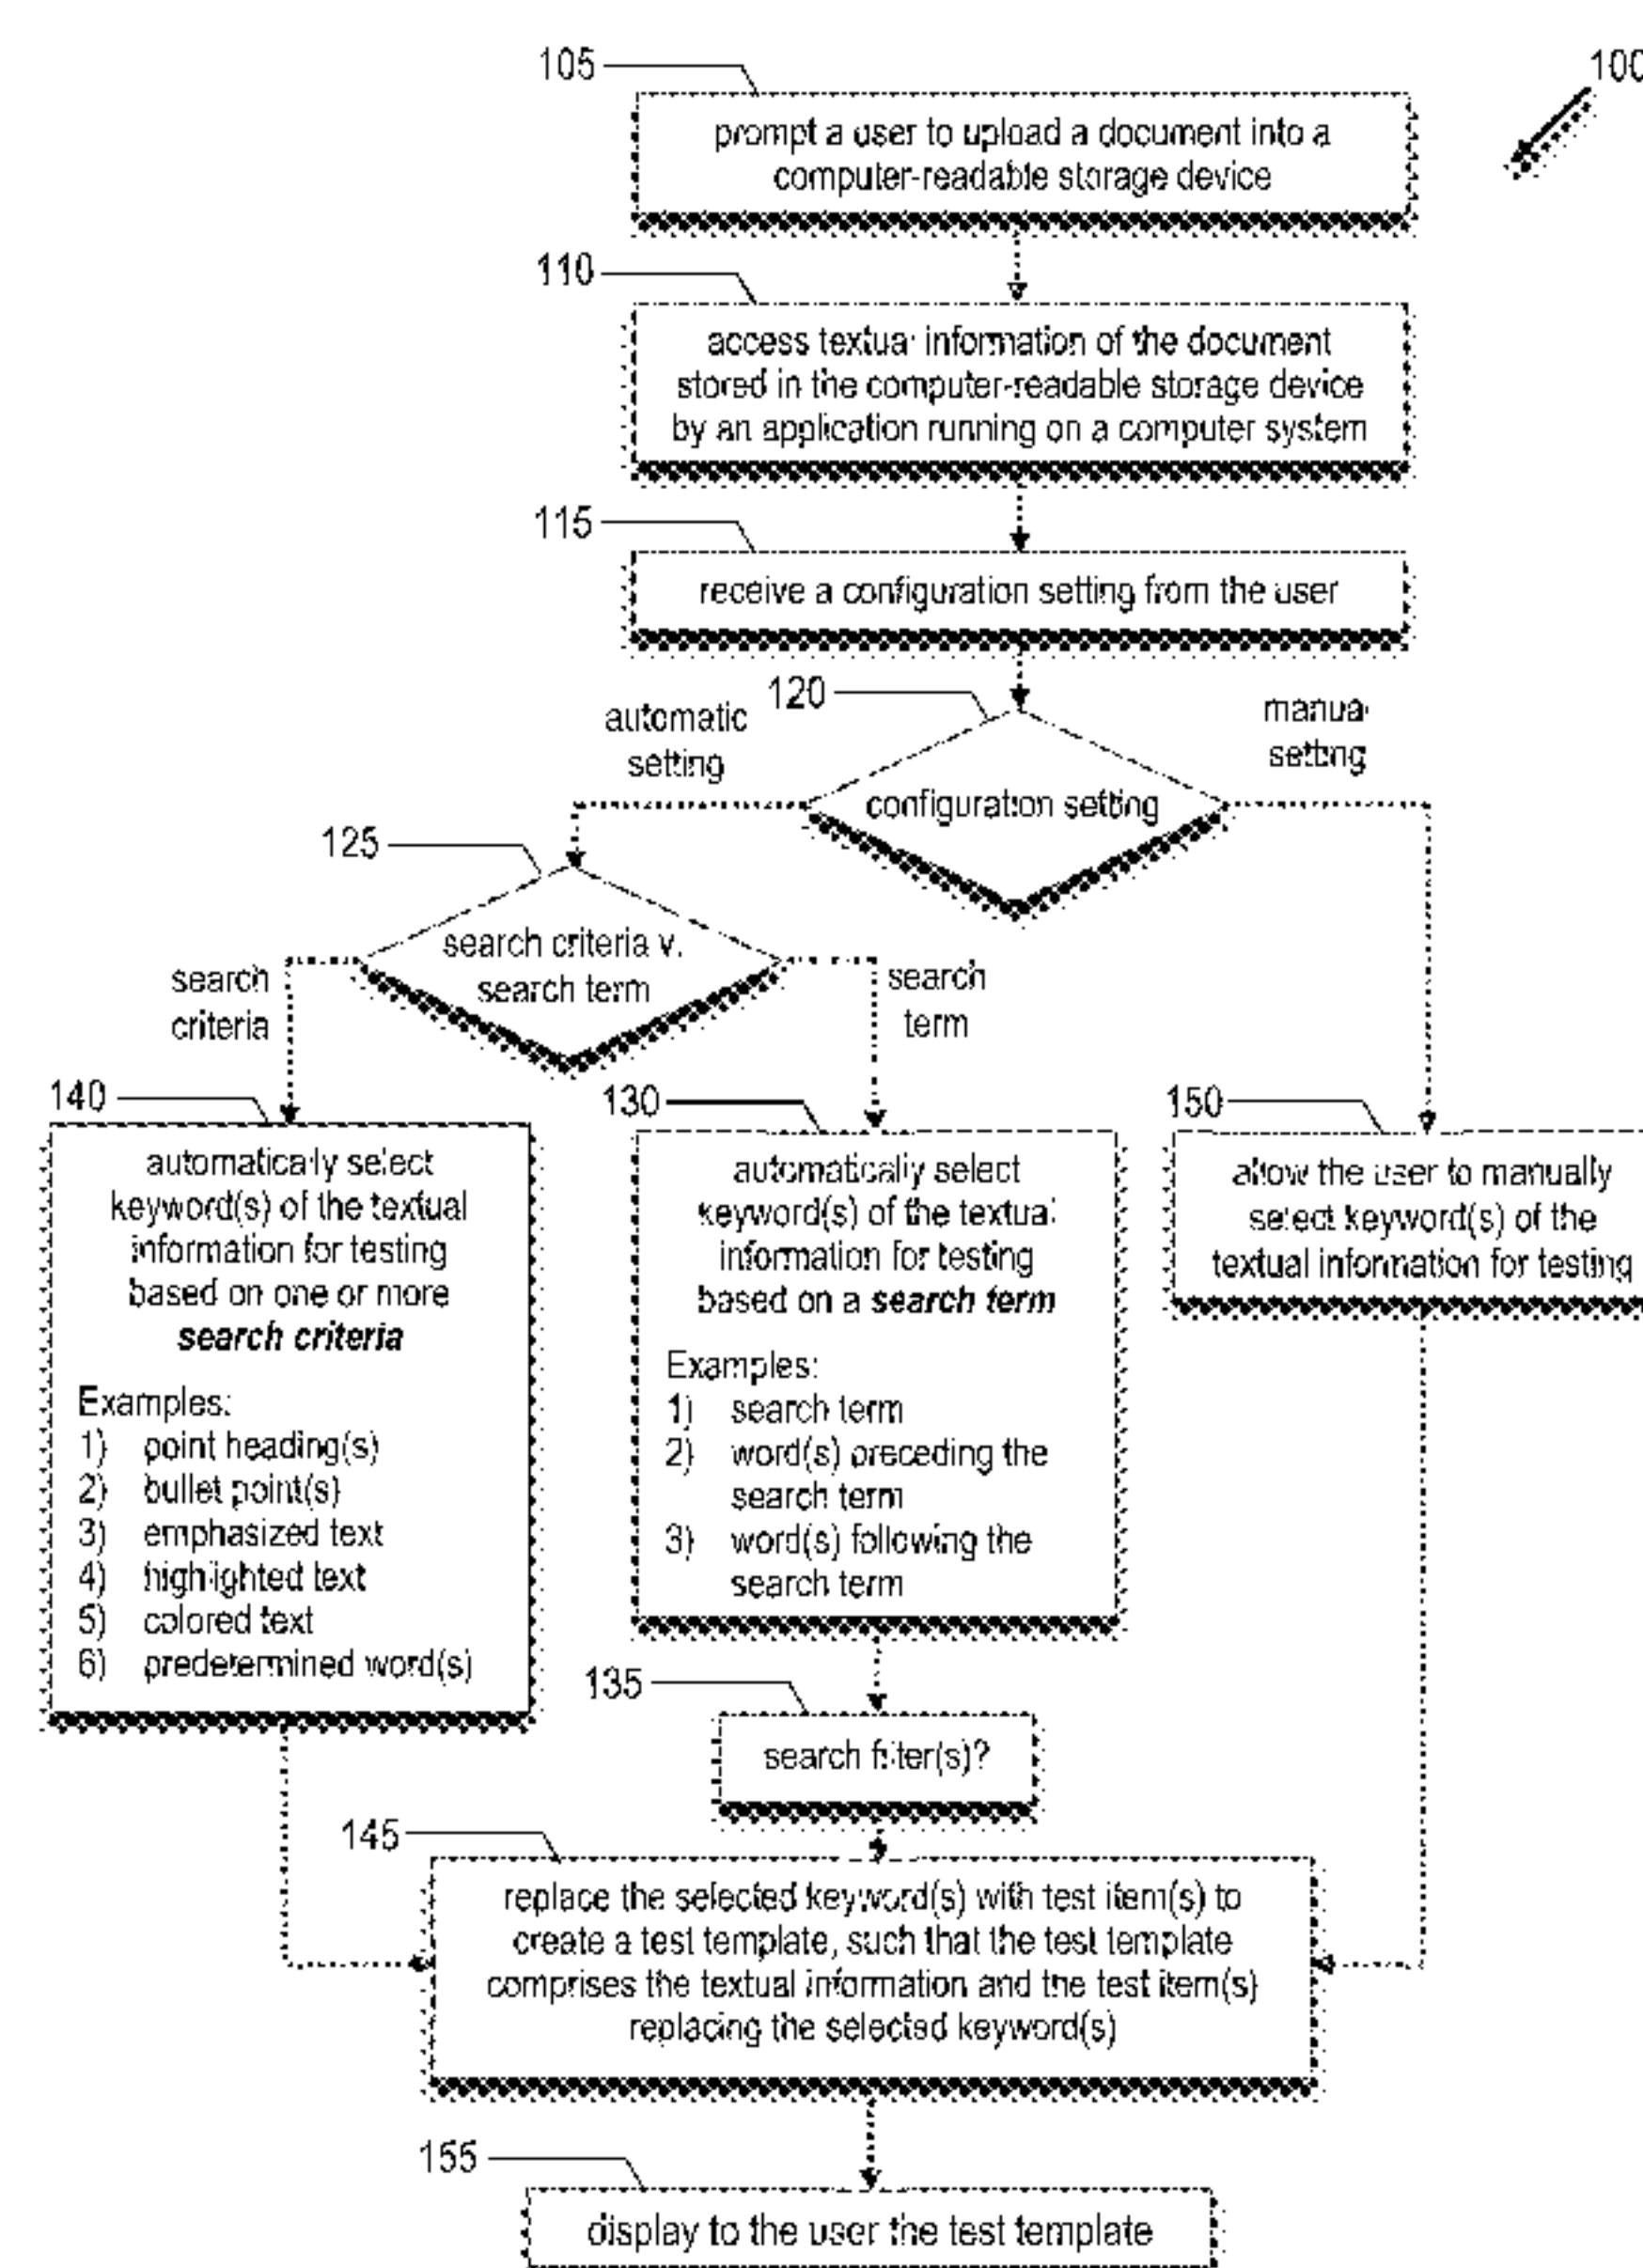 105
100
prompt a user to upload a document into a
computer-readable storage device
110
access textual information of the document
stored in the computer-readable storage device
by an application running on a computer system
115
receive a configuration setting from the user
120
automatic
setting
manual
setting
configuration setting
125
search criteria v.
search term
search
criteria
search
term
140
automatically select
keyword(s) of the textual
information for testing
based on one or more
search criteria
Examples:
1) point heading(s)
2) bullet point(s)
3) emphasized text
4) highlighted text
5) colored text
6) predetermined word(s)
130
automatically select
keyword(s) of the textual
information for testing
based on a search term
Examples:
1) search term
2) word(s) preceding the
search term
3) word(s) following the
search term
150
allow the user to manually
select keyword(s) of the
textual information for testing
135
search filter(s)?
145
replace the selected keyword(s) with test item(s) to
create a test template, such that the test template
comprises the textual information and the test item(s)
replacing the selected keyword(s)
155
display to the user the test template